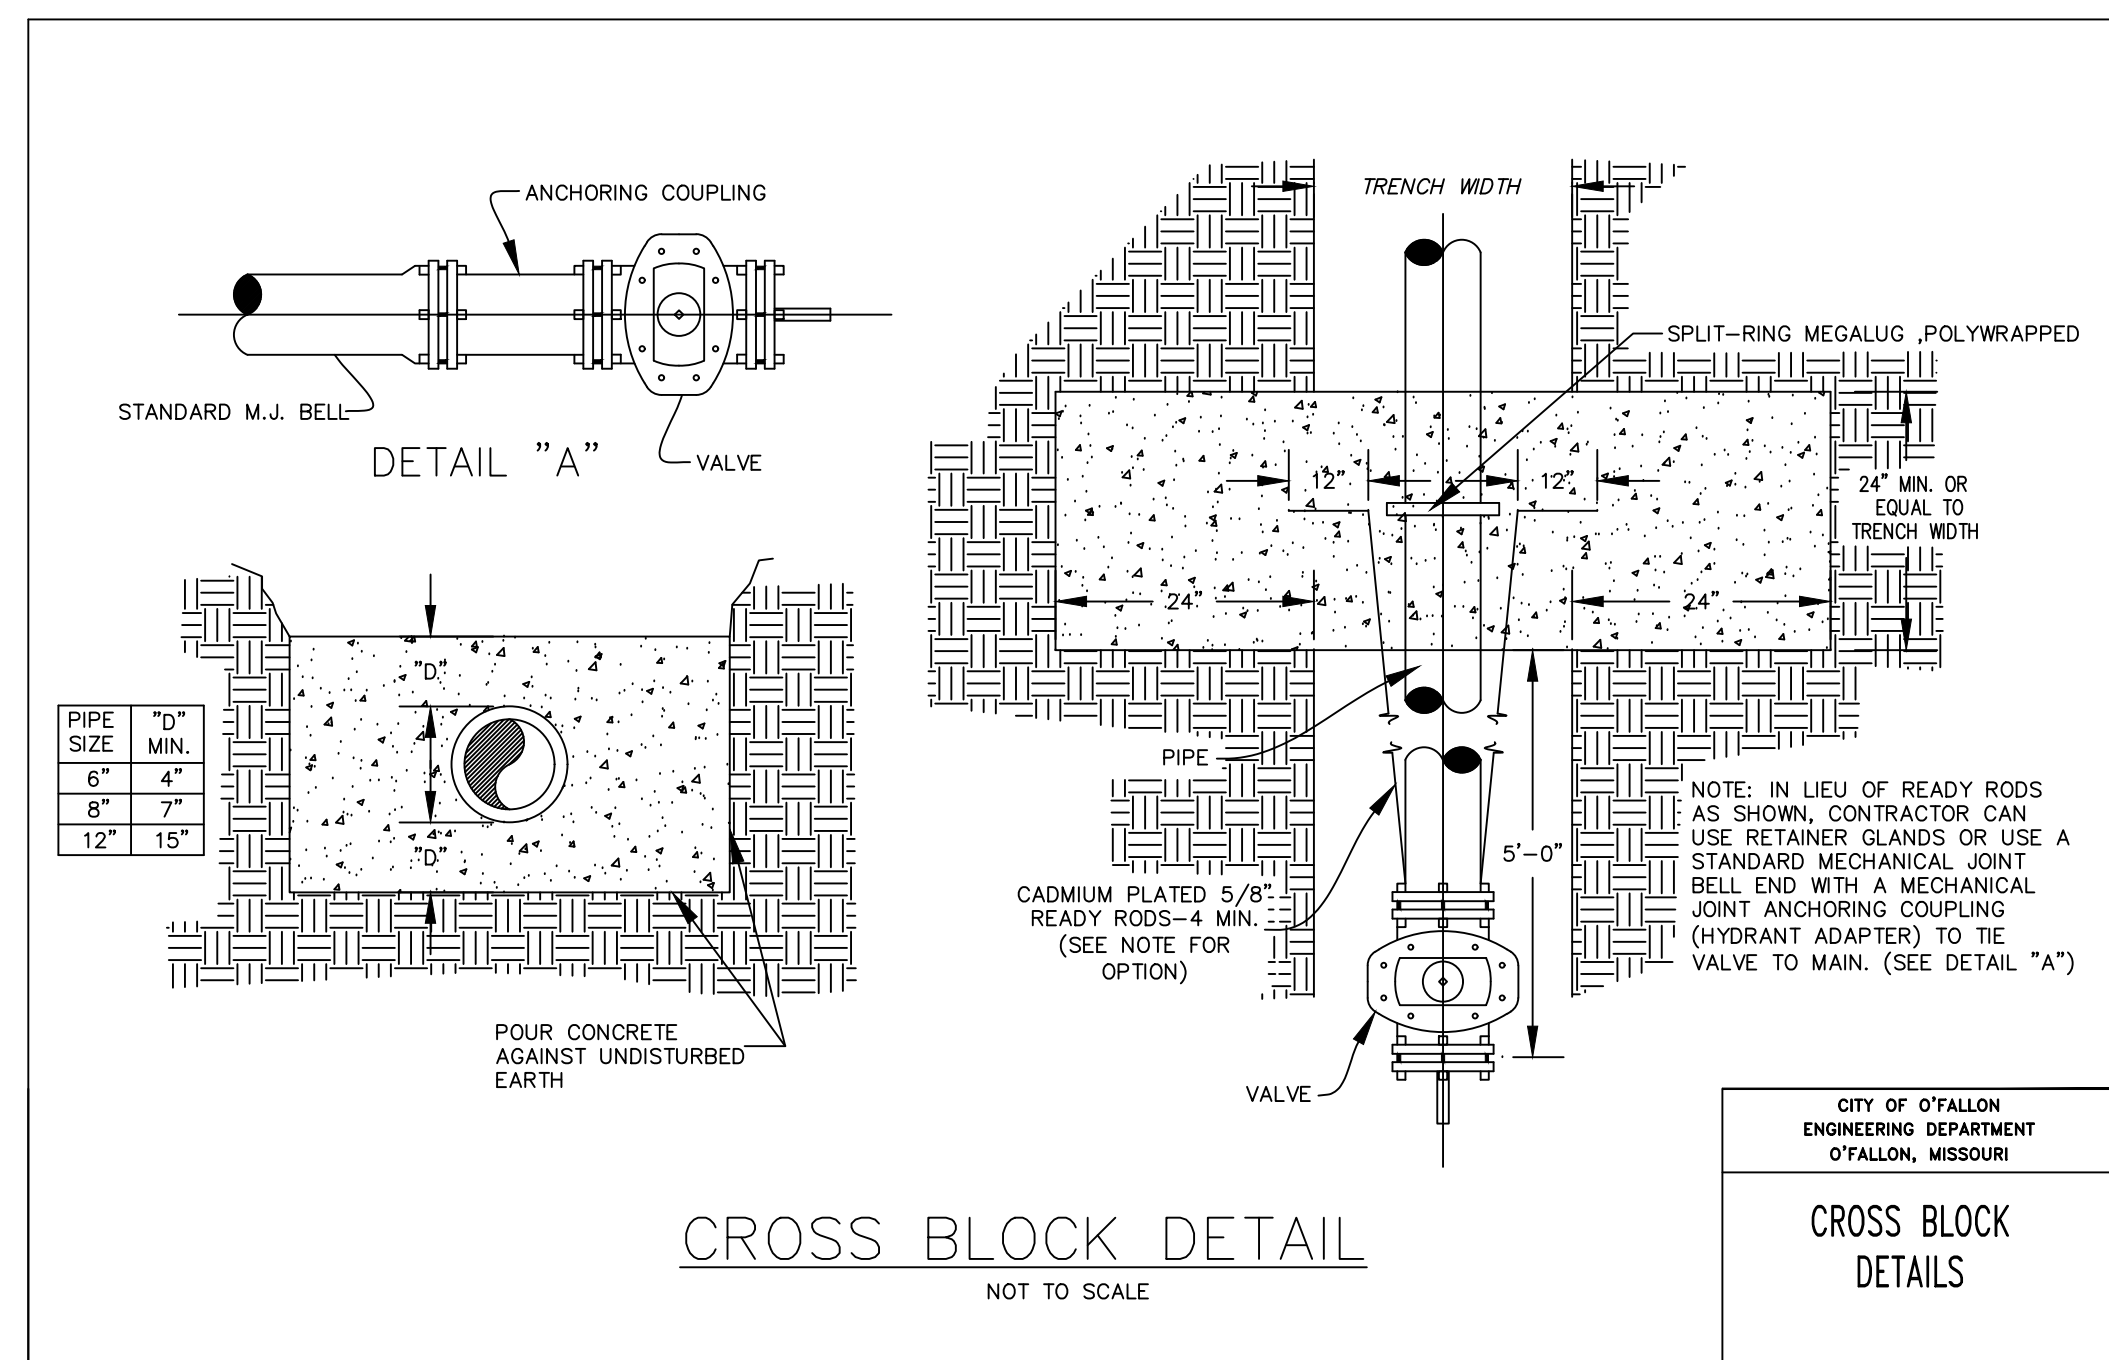 ANCHORING COUPLING
STANDARD M.J. BELL
DETAIL "A"
VALVE
TRENCH WIDTH
SPLIT-RING MEGALUG ,POLYWRAPPED
12"
12"
24" MIN. OR
EQUAL TO
TRENCH WIDTH
24"
24"
"D"
"D"
PIPE SIZE
"D" MIN.
6" 4"
8" 7"
12" 15"
POUR CONCRETE
AGAINST UNDISTURBED
EARTH
PIPE
CADMIUM PLATED 5/8"
READY RODS-4 MIN.
(SEE NOTE FOR
OPTION)
5'-0"
VALVE
NOTE: IN LIEU OF READY RODS
AS SHOWN, CONTRACTOR CAN
USE RETAINER GLANDS OR USE A
STANDARD MECHANICAL JOINT
BELL END WITH A MECHANICAL
JOINT ANCHORING COUPLING
(HYDRANT ADAPTER) TO TIE
VALVE TO MAIN. (SEE DETAIL "A")
CROSS BLOCK DETAIL
NOT TO SCALE
CITY OF O'FALLON
ENGINEERING DEPARTMENT
O'FALLON, MISSOURI
CROSS BLOCK
DETAILS